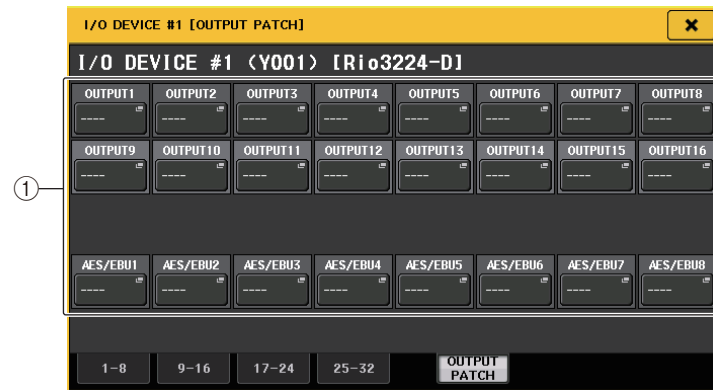 I/O DEVICE #1 [OUTPUT PATCH]
I/O DEVICE #1 (Y001) [Rio3224-D]
OUTPUT1 OUTPUT2 OUTPUT3 OUTPUT4 OUTPUT5 OUTPUT6 OUTPUT7 OUTPUT8
---- ---- ---- ---- ---- ---- ---- ----
OUTPUT9 OUTPUT10 OUTPUT11 OUTPUT12 OUTPUT13 OUTPUT14 OUTPUT15 OUTPUT16
---- ---- ---- ---- ---- ---- ---- ----
①
AES/EBU1 AES/EBU2 AES/EBU3 AES/EBU4 AES/EBU5 AES/EBU6 AES/EBU7 AES/EBU8
---- ---- ---- ---- ---- ---- ---- ----
1-8 9-16 17-24 25-32 OUTPUT
PATCH